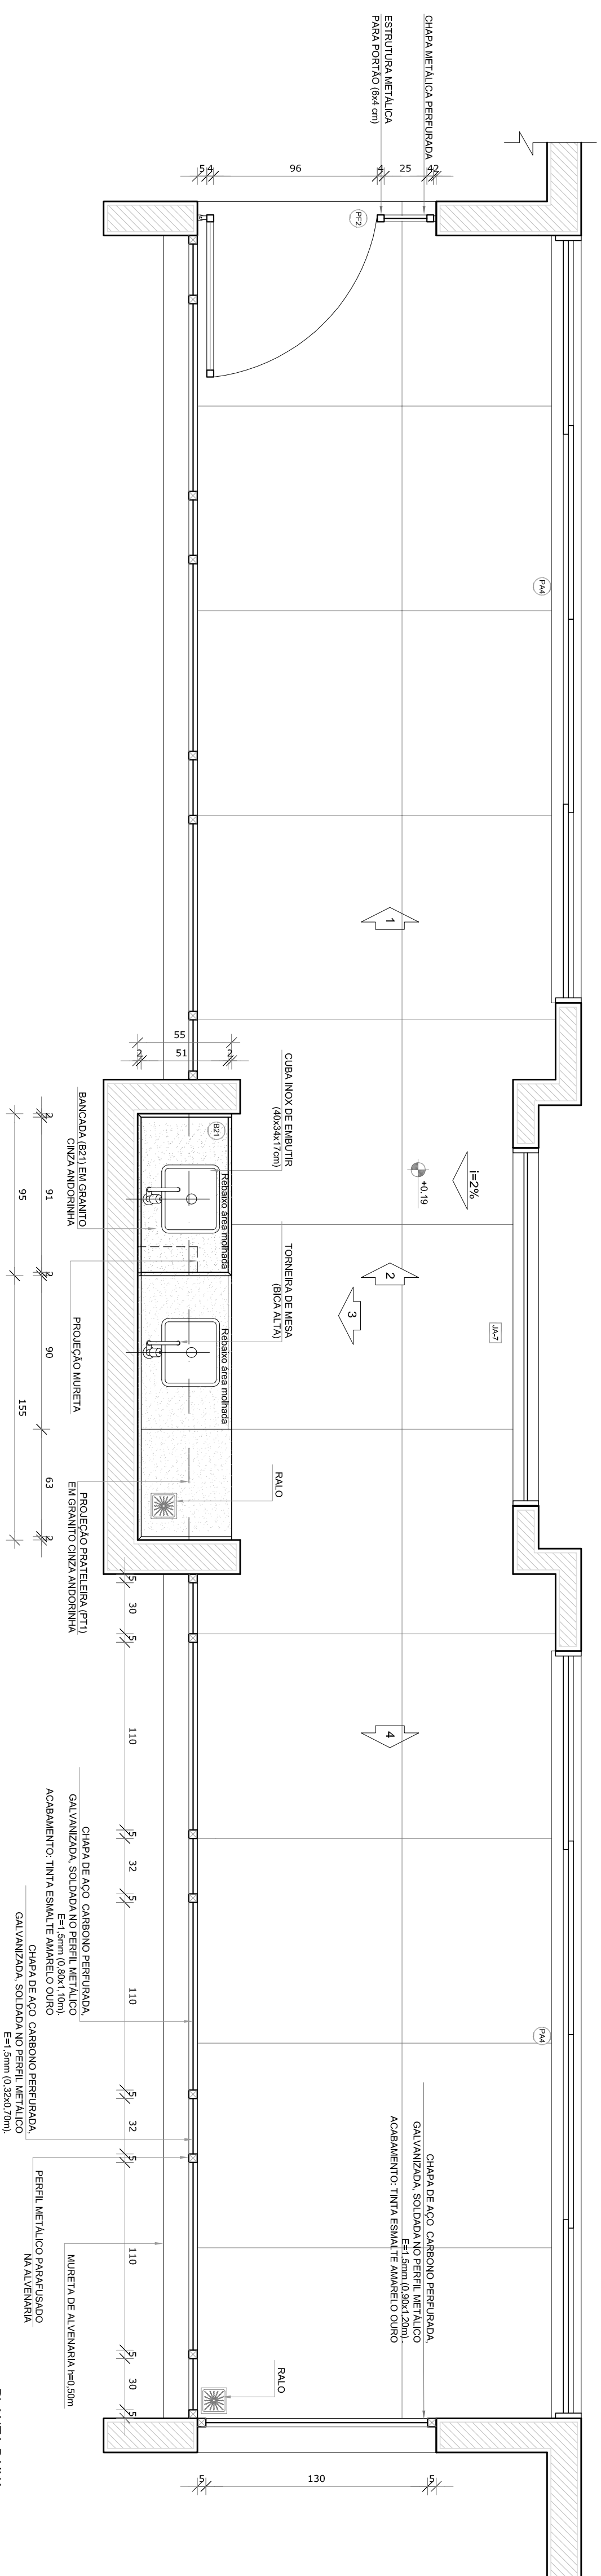 CHAPA METÁLICA PERFURADA
ESTRUTURA METÁLICA
PARA PORTÃO (6x4 cm)
5
4
96
4
25
4
2
PF2
PA4
1
i=2%
+0,19
2
3
JA-7
55
2
51
2
CUBA INOX DE EMBUTIR
(40x34x17cm)
B21
Rebaixo área molhada
BANCADA (B21) EM GRANITO
CINZA ANDORINHA
TORNEIRA DE MESA
(BICA ALTA)
Rebaixo área molhada
PROJEÇÃO MURETA
RALO
PROJEÇÃO PRATELEIRA (PT1)
EM GRANITO CINZA ANDORINHA
2
91
2
90
63
2
95
155
4
PA4
5
30
5
110
5
32
5
110
5
32
5
110
5
30
5
CHAPA DE AÇO CARBONO PERFURADA,
GALVANIZADA, SOLDADA NO PERFIL METÁLICO
E=1,5mm (0,80x1,10m).
ACABAMENTO: TINTA ESMALTE AMARELO OURO
CHAPA DE AÇO CARBONO PERFURADA,
GALVANIZADA, SOLDADA NO PERFIL METÁLICO
E=1,5mm (0,32x0,70m).
CHAPA DE AÇO CARBONO PERFURADA,
GALVANIZADA, SOLDADA NO PERFIL METÁLICO
E=1,5mm (0,90x1,20m).
ACABAMENTO: TINTA ESMALTE AMARELO OURO
PERFIL METÁLICO PARAFUSADO
NA ALVENARIA
MURETA DE ALVENARIA h=0,50m
RALO
5
130
5